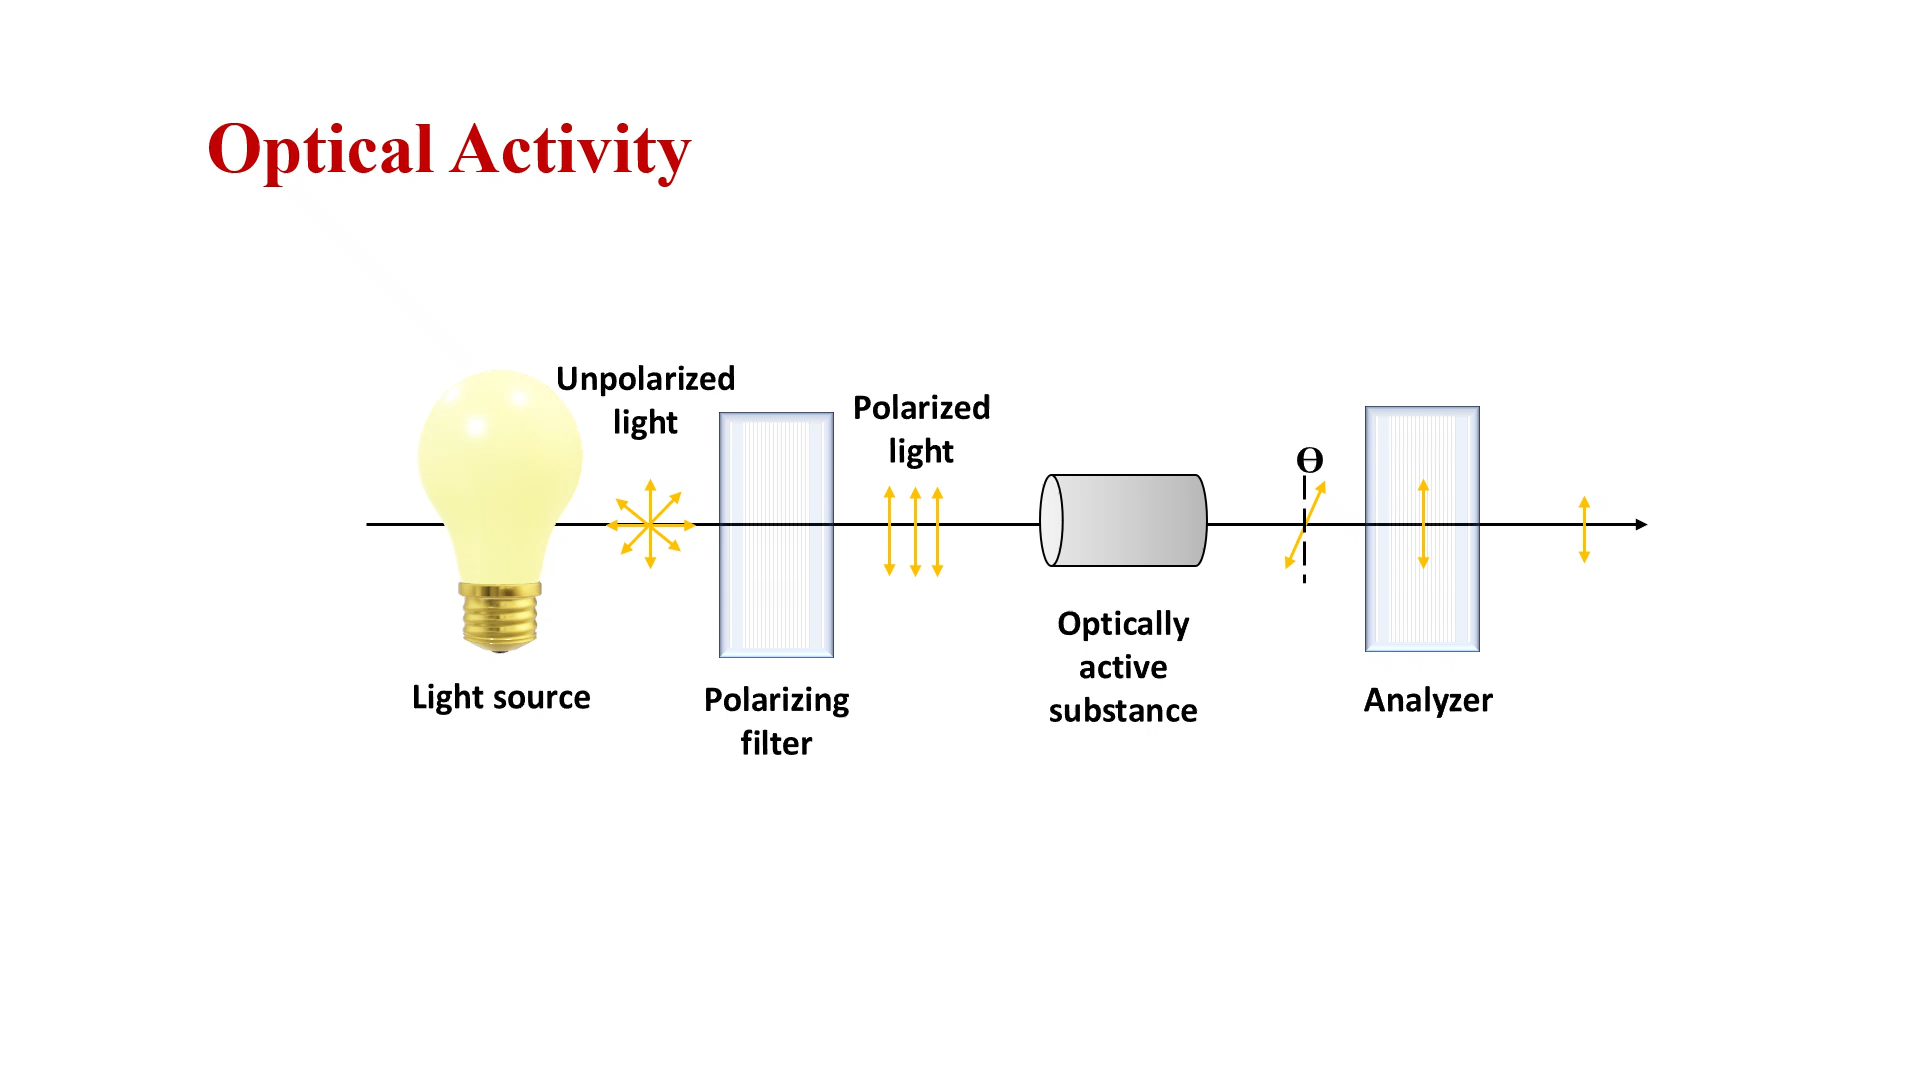 Optical Activity
Unpolarized
light
Polarized
light
Ɵ
Optically
active
substance
Light source
Polarizing
filter
Analyzer